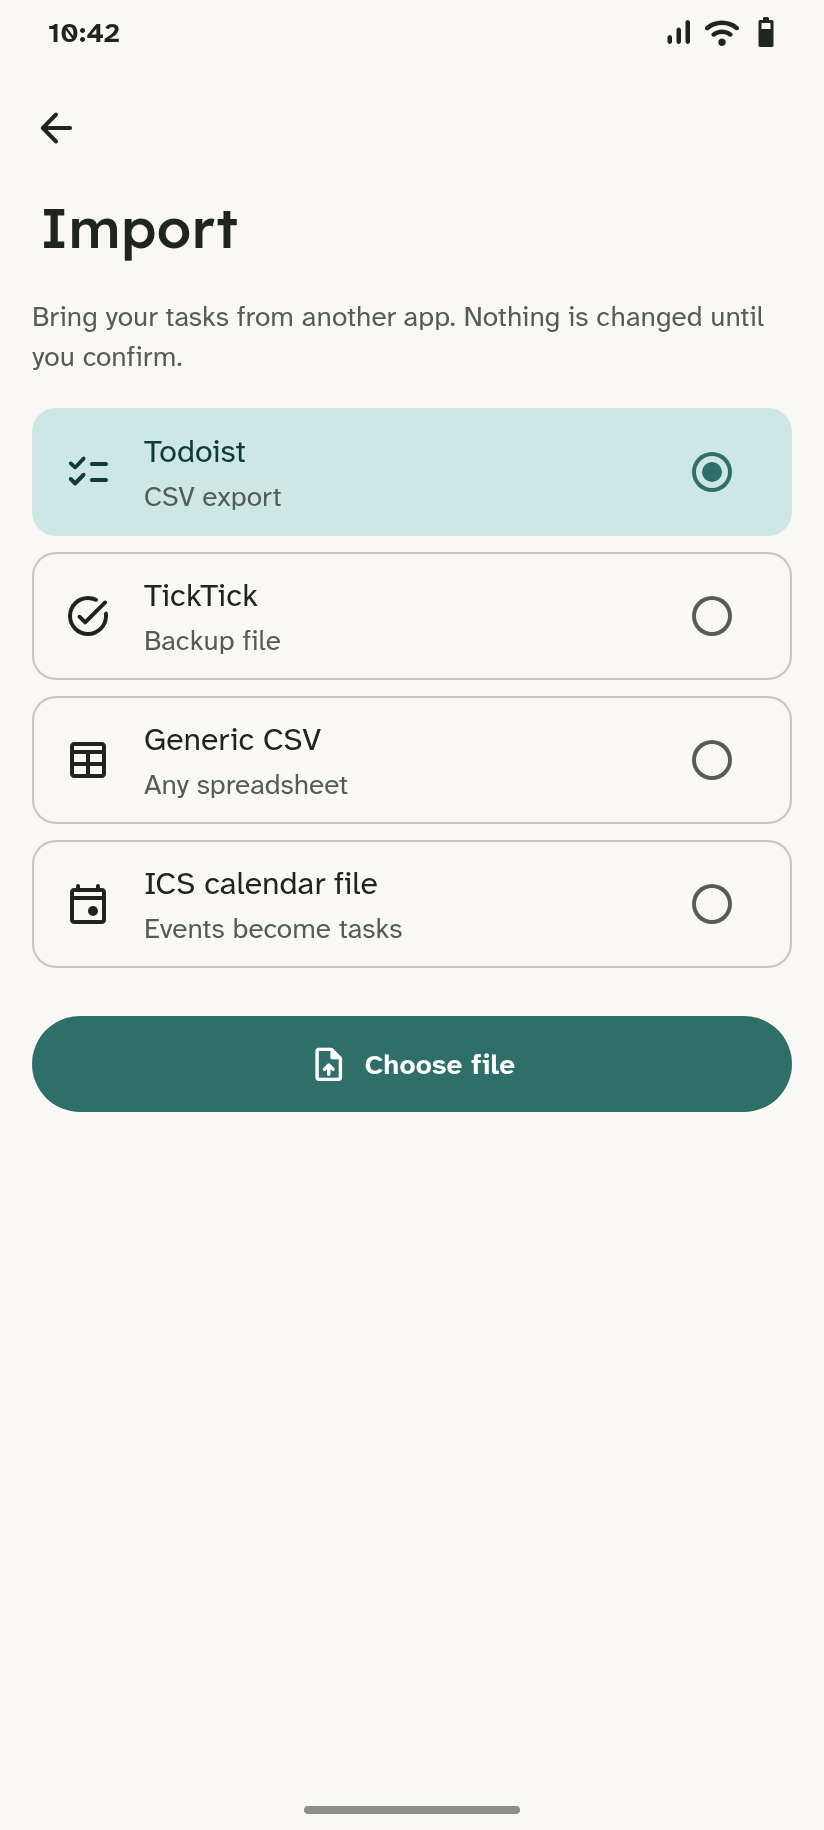 10:42
Import
Bring your tasks from another app. Nothing is changed until
you confirm.
Todoist
CSV export
TickTick
Backup file
Generic CSV
Any spreadsheet
ICS calendar file
Events become tasks
Choose file